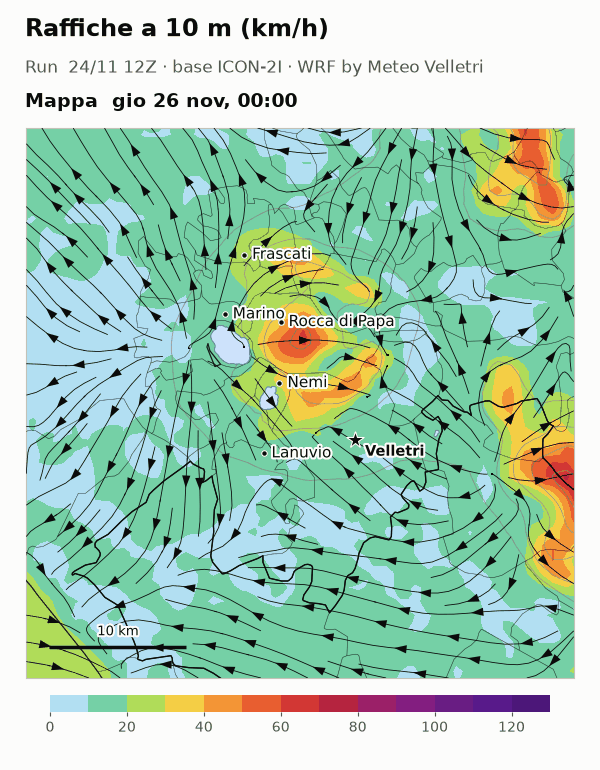 Raffiche a 10 m (km/h)
Run  24/11 12Z · base ICON-2I · WRF by Meteo Velletri
Mappa  gio 26 nov, 00:00
Frascati
Marino
Rocca di Papa
Nemi
Velletri
Lanuvio
10 km
0 20 40 60 80 100 120